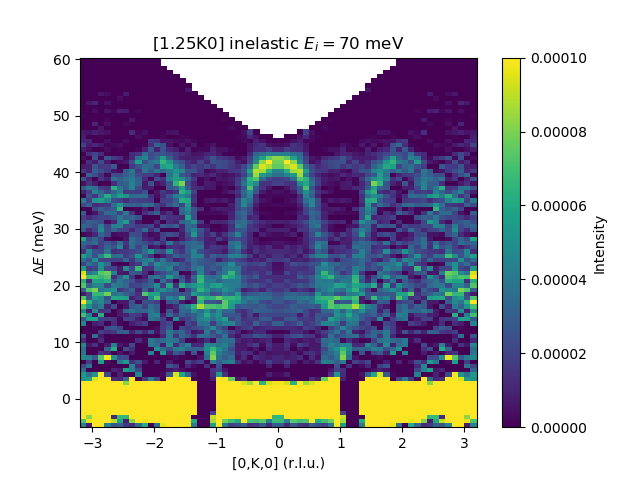 [1.25K0] inelastic $E_i = 70$ meV
60
50
40
30
20
10
0
ΔE (meV)
−3 −2 −1 0 1 2 3
[0,K,0] (r.l.u.)
0.00010
0.00008
0.00006
0.00004
0.00002
0.00000
Intensity